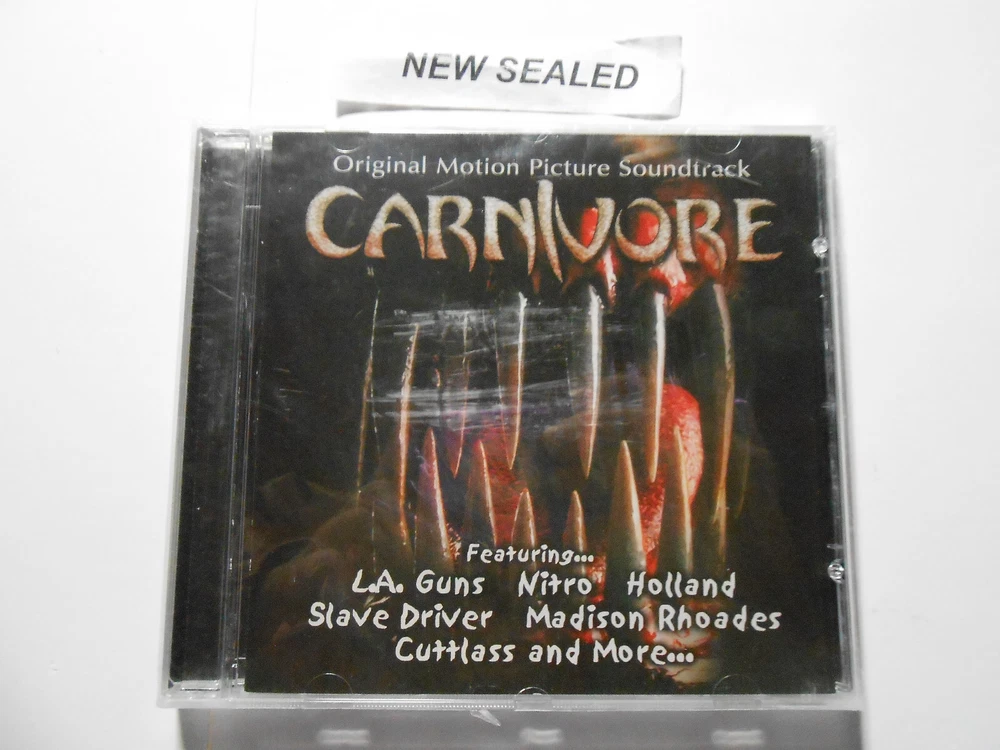 NEW SEALED
Original Motion Picture Soundtrack
CARNIVORE
Featuring...
L.A. Guns Nitro Holland
Slave Driver Madison Rhoades
Cuttlass and More...